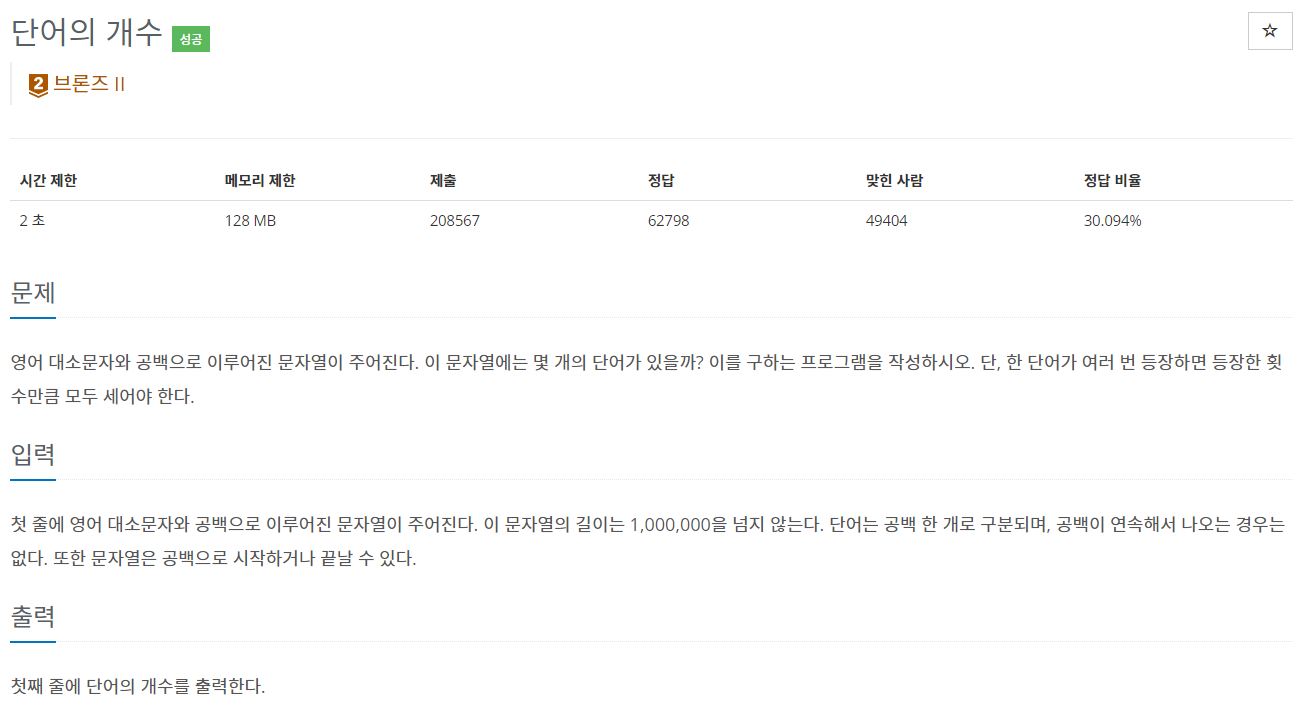 단어의 개수 성공
☆
2 브론즈 II
시간 제한 메모리 제한 제출 정답 맞힌 사람 정답 비율
2 초 128 MB 208567 62798 49404 30.094%
문제
영어 대소문자와 공백으로 이루어진 문자열이 주어진다. 이 문자열에는 몇 개의 단어가 있을까? 이를 구하는 프로그램을 작성하시오. 단, 한 단어가 여러 번 등장하면 등장한 횟
수만큼 모두 세어야 한다.
입력
첫 줄에 영어 대소문자와 공백으로 이루어진 문자열이 주어진다. 이 문자열의 길이는 1,000,000을 넘지 않는다. 단어는 공백 한 개로 구분되며, 공백이 연속해서 나오는 경우는
없다. 또한 문자열은 공백으로 시작하거나 끝날 수 있다.
출력
첫째 줄에 단어의 개수를 출력한다.